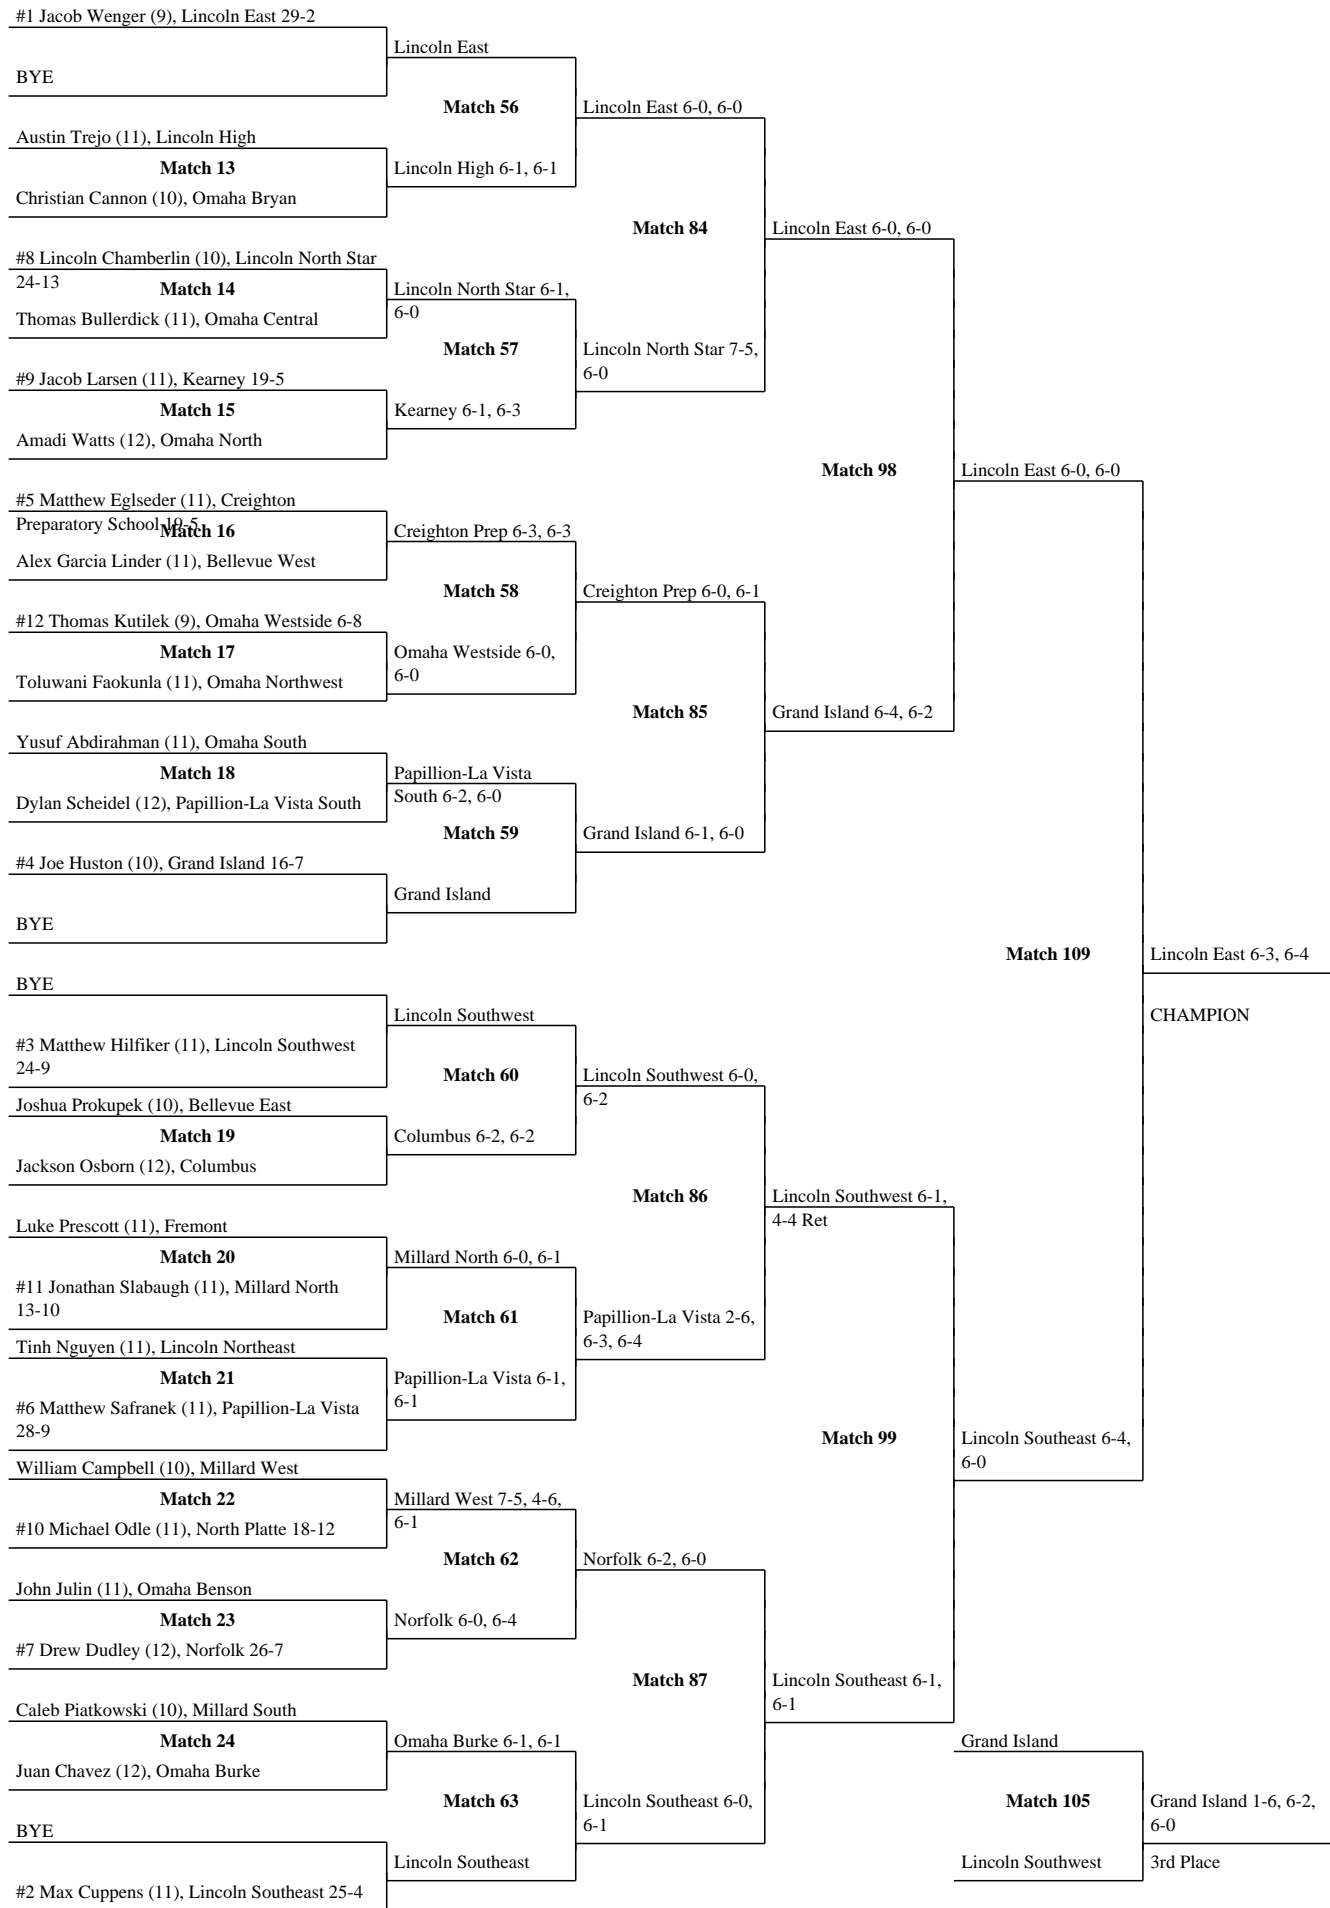 #1 Jacob Wenger (9), Lincoln East 29-2
Lincoln East
BYE
Match 56
Lincoln East 6-0, 6-0
Austin Trejo (11), Lincoln High
Match 13
Lincoln High 6-1, 6-1
Christian Cannon (10), Omaha Bryan
Match 84
Lincoln East 6-0, 6-0
#8 Lincoln Chamberlin (10), Lincoln North Star
24-13
Match 14
Lincoln North Star 6-1,
6-0
Thomas Bullerdick (11), Omaha Central
Match 57
Lincoln North Star 7-5,
6-0
#9 Jacob Larsen (11), Kearney 19-5
Match 15
Kearney 6-1, 6-3
Amadi Watts (12), Omaha North
Match 98
Lincoln East 6-0, 6-0
#5 Matthew Eglseder (11), Creighton
Preparatory School 19-5
Match 16
Creighton Prep 6-3, 6-3
Alex Garcia Linder (11), Bellevue West
Match 58
Creighton Prep 6-0, 6-1
#12 Thomas Kutilek (9), Omaha Westside 6-8
Match 17
Omaha Westside 6-0,
6-0
Toluwani Faokunla (11), Omaha Northwest
Match 85
Grand Island 6-4, 6-2
Yusuf Abdirahman (11), Omaha South
Match 18
Papillion-La Vista
South 6-2, 6-0
Dylan Scheidel (12), Papillion-La Vista South
Match 59
Grand Island 6-1, 6-0
#4 Joe Huston (10), Grand Island 16-7
Grand Island
BYE
Match 109
Lincoln East 6-3, 6-4
BYE
Lincoln Southwest
CHAMPION
#3 Matthew Hilfiker (11), Lincoln Southwest
24-9
Match 60
Lincoln Southwest 6-0,
6-2
Joshua Prokupek (10), Bellevue East
Match 19
Columbus 6-2, 6-2
Jackson Osborn (12), Columbus
Match 86
Lincoln Southwest 6-1,
4-4 Ret
Luke Prescott (11), Fremont
Match 20
Millard North 6-0, 6-1
#11 Jonathan Slabaugh (11), Millard North
13-10
Match 61
Papillion-La Vista 2-6,
6-3, 6-4
Tinh Nguyen (11), Lincoln Northeast
Match 21
Papillion-La Vista 6-1,
6-1
#6 Matthew Safranek (11), Papillion-La Vista
28-9
Match 99
Lincoln Southeast 6-4,
6-0
William Campbell (10), Millard West
Match 22
Millard West 7-5, 4-6,
6-1
#10 Michael Odle (11), North Platte 18-12
Match 62
Norfolk 6-2, 6-0
John Julin (11), Omaha Benson
Match 23
Norfolk 6-0, 6-4
#7 Drew Dudley (12), Norfolk 26-7
Match 87
Lincoln Southeast 6-1,
6-1
Caleb Piatkowski (10), Millard South
Match 24
Omaha Burke 6-1, 6-1
Grand Island
Juan Chavez (12), Omaha Burke
Match 63
Lincoln Southeast 6-0,
6-1
Match 105
Grand Island 1-6, 6-2,
6-0
BYE
Lincoln Southeast
Lincoln Southwest
3rd Place
#2 Max Cuppens (11), Lincoln Southeast 25-4